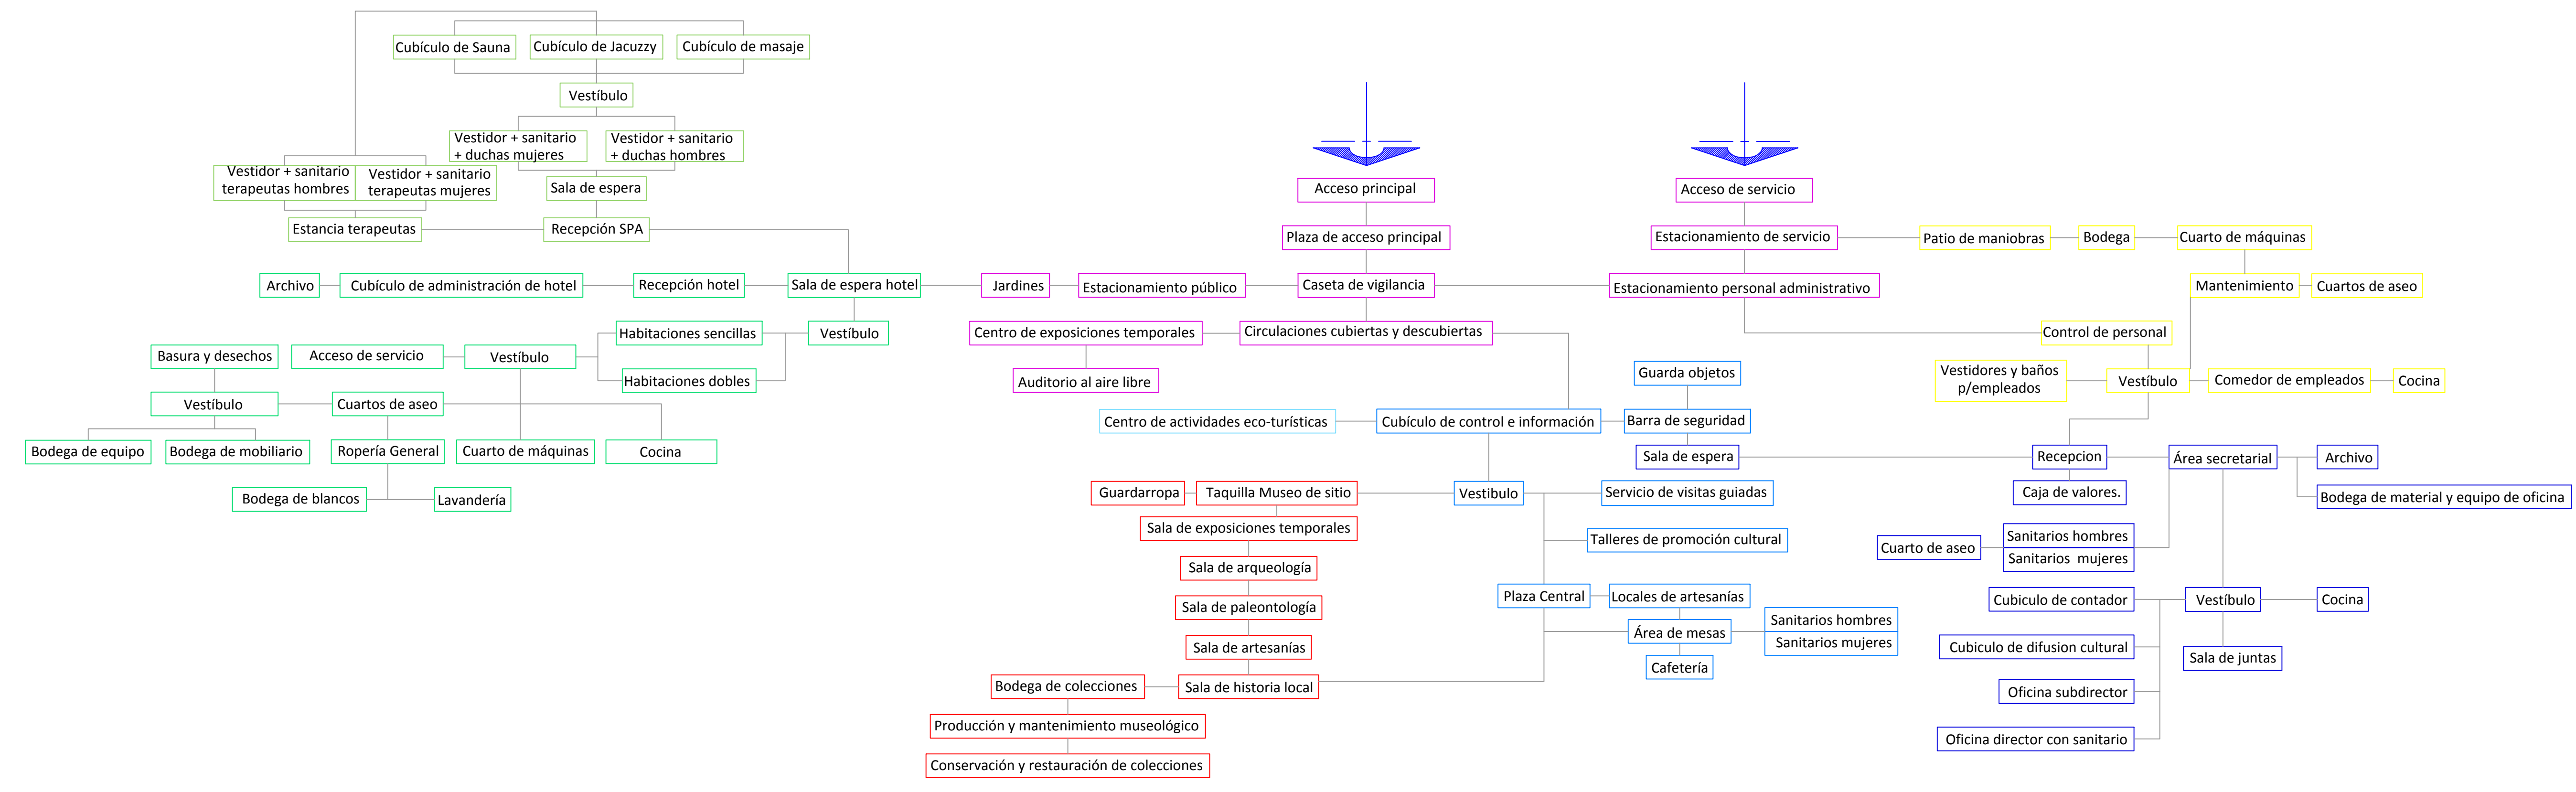 Cubículo de Sauna
Cubículo de Jacuzzy
Cubículo de masaje
Vestíbulo
Vestidor + sanitario
+ duchas mujeres
Vestidor + sanitario
+ duchas hombres
Vestidor + sanitario
terapeutas hombres
Vestidor + sanitario
terapeutas mujeres
Sala de espera
Estancia terapeutas
Recepción SPA
Archivo
Cubículo de administración de hotel
Recepción hotel
Sala de espera hotel
Jardines
Estacionamiento público
Caseta de vigilancia
Acceso principal
Plaza de acceso principal
Acceso de servicio
Estacionamiento de servicio
Estacionamiento personal administrativo
Patio de maniobras
Bodega
Cuarto de máquinas
Mantenimiento
Cuartos de aseo
Control de personal
Vestidores y baños
p/empleados
Vestíbulo
Comedor de empleados
Cocina
Habitaciones sencillas
Vestíbulo
Basura y desechos
Acceso de servicio
Vestíbulo
Habitaciones dobles
Vestíbulo
Cuartos de aseo
Bodega de equipo
Bodega de mobiliario
Ropería General
Cuarto de máquinas
Cocina
Bodega de blancos
Lavandería
Centro de exposiciones temporales
Circulaciones cubiertas y descubiertas
Auditorio al aire libre
Guarda objetos
Centro de actividades eco-turísticas
Cubículo de control e información
Barra de seguridad
Sala de espera
Recepcion
Área secretarial
Archivo
Caja de valores.
Bodega de material y equipo de oficina
Guardarropa
Taquilla Museo de sitio
Vestibulo
Servicio de visitas guiadas
Sala de exposiciones temporales
Talleres de promoción cultural
Cuarto de aseo
Sanitarios hombres
Sanitarios mujeres
Sala de arqueología
Sala de paleontología
Plaza Central
Locales de artesanías
Cubiculo de contador
Vestíbulo
Cocina
Sala de artesanías
Área de mesas
Sanitarios hombres
Sanitarios mujeres
Cafetería
Cubiculo de difusion cultural
Sala de juntas
Bodega de colecciones
Sala de historia local
Oficina subdirector
Producción y mantenimiento museológico
Oficina director con sanitario
Conservación y restauración de colecciones